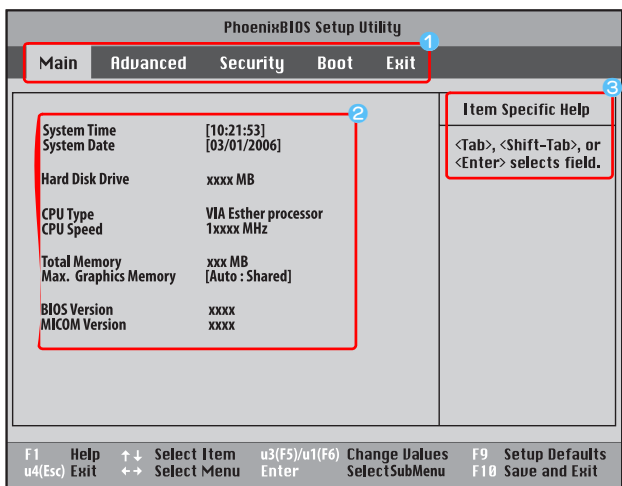 PhoenixBIOS Setup Utility
1
Main Advanced Security Boot Exit
3
2
Item Specific Help
<Tab>, <Shift-Tab>, or
<Enter> selects field.
System Time [10:21:53]
System Date [03/01/2006]
Hard Disk Drive xxxx MB
CPU Type VIA Esther processor
CPU Speed 1xxxx MHz
Total Memory xxx MB
Max. Graphics Memory [Auto : Shared]
BIOS Version xxxx
MICOM Version xxxx
F1 Help ↑↓ Select Item u3(F5)/u1(F6) Change Values F9 Setup Defaults
u4(Esc) Exit ←→ Select Menu Enter SelectSubMenu F10 Save and Exit